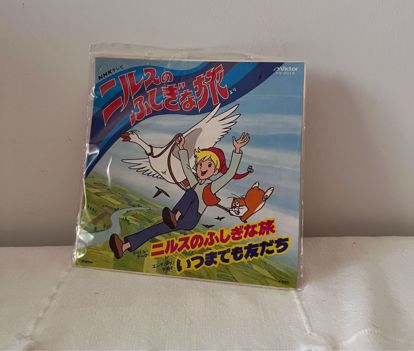 NHKテレビ
Victor
ニルスの
ふしぎな旅
ニルスのふしぎな旅
いつまでも友だち